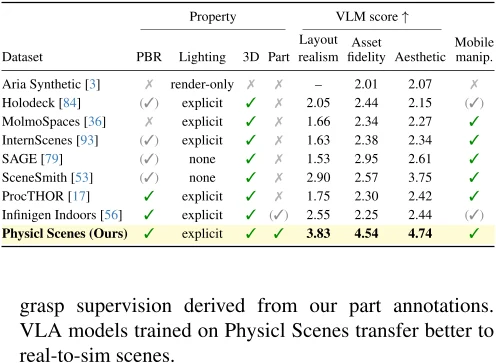 Property VLM score ↑
Dataset PBR Lighting 3D Part Layout realism Asset fidelity Aesthetic Mobile manip.
Aria Synthetic [3] ✗ render-only ✗ ✗ – 2.01 2.07 ✗
Holodeck [84] (✓) explicit ✓ ✗ 2.05 2.44 2.15 (✓)
MolmoSpaces [36] ✗ explicit ✓ ✗ 1.66 2.34 2.27 ✓
InternScenes [93] (✓) explicit ✓ ✗ 1.63 2.38 2.34 ✓
SAGE [79] (✓) none ✓ ✗ 1.53 2.95 2.61 ✓
SceneSmith [53] (✓) none ✓ ✗ 2.90 2.57 3.75 ✓
ProcTHOR [17] ✓ explicit ✓ ✗ 1.75 2.30 2.42 ✓
Infinigen Indoors [56] ✓ explicit ✓ (✓) 2.55 2.25 2.44 (✓)
Physicl Scenes (Ours) ✓ explicit ✓ ✓ 3.83 4.54 4.74 ✓
grasp supervision derived from our part annotations.
VLA models trained on Physicl Scenes transfer better to
real-to-sim scenes.